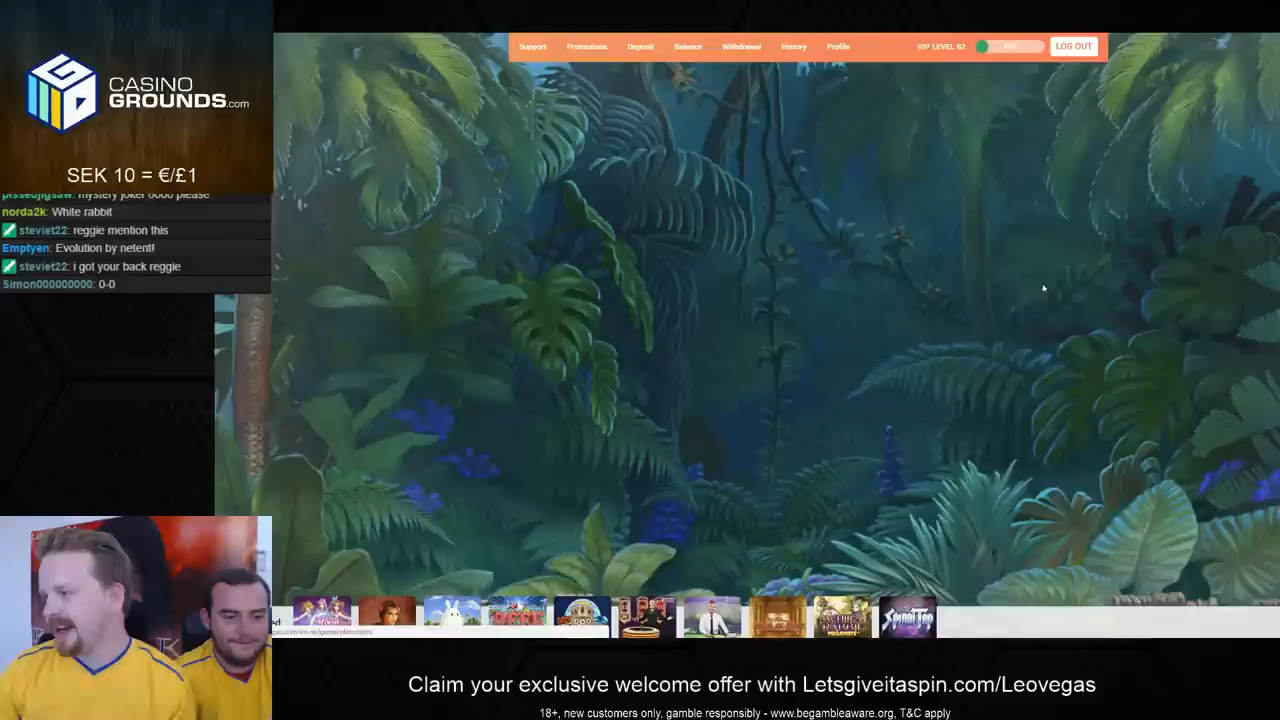 CASINO
GROUNDS.com
SEK 10 = €/£1
pissedjigsaw: mystery joker 6000 please
norda2k: White rabbit
steviet22: reggie mention this
Emptyen: Evolution by netent!
steviet22: i got your back reggie
Simon000000000: 0-0
Support Promotions Deposit Balance Withdrawal History Profile VIP LEVEL 62 LOG OUT
Claim your exclusive welcome offer with Letsgiveitaspin.com/Leovegas
18+, new customers only, gamble responsibly - www.begambleaware.org, T&C apply